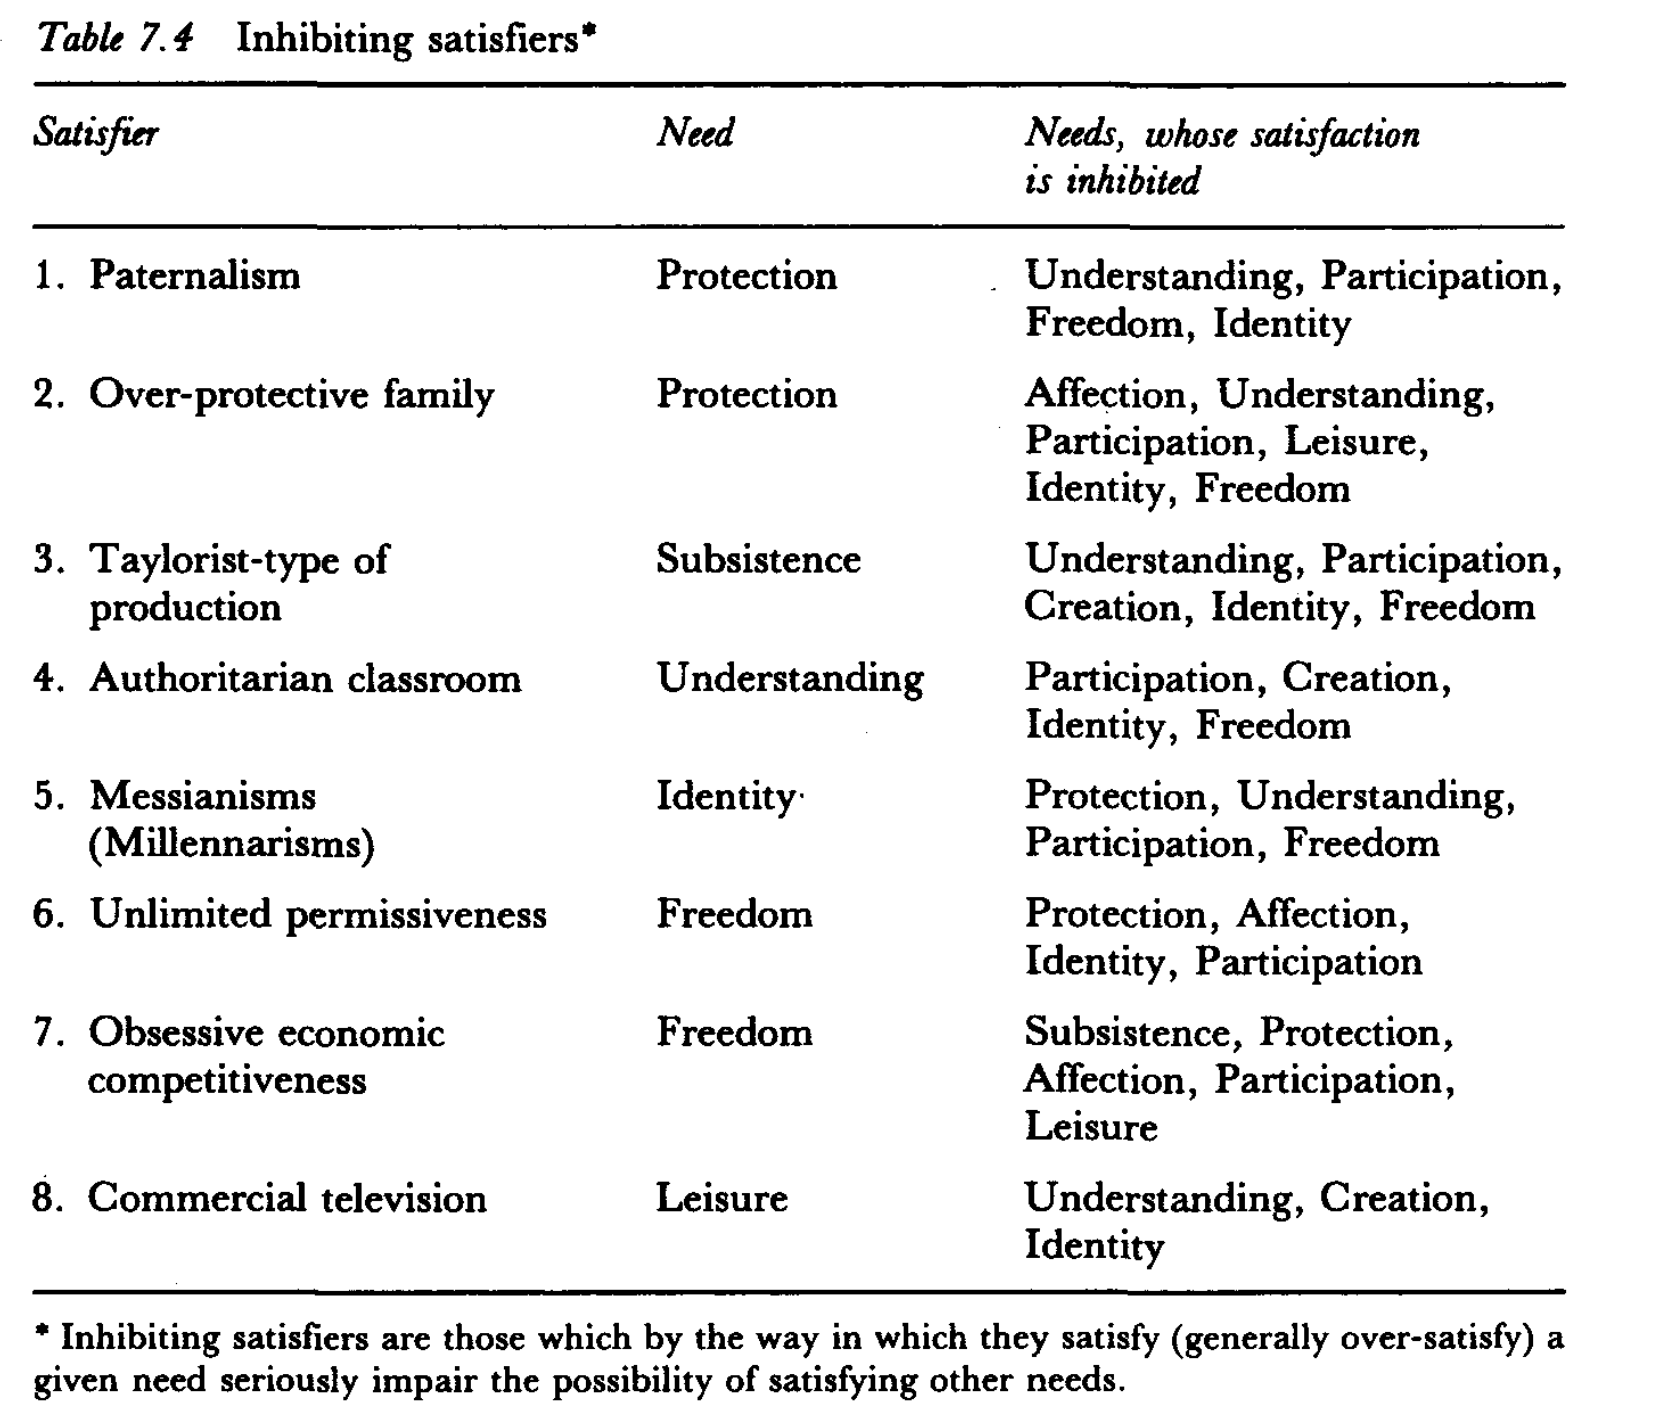 Table 7.4 Inhibiting satisfiers*
Satisfier Need Needs, whose satisfaction
is inhibited
1. Paternalism Protection Understanding, Participation,
Freedom, Identity
2. Over-protective family Protection Affection, Understanding,
Participation, Leisure,
Identity, Freedom
3. Taylorist-type of Subsistence Understanding, Participation,
production Creation, Identity, Freedom
4. Authoritarian classroom Understanding Participation, Creation,
Identity, Freedom
5. Messianisms Identity Protection, Understanding,
(Millennarisms) Participation, Freedom
6. Unlimited permissiveness Freedom Protection, Affection,
Identity, Participation
7. Obsessive economic Freedom Subsistence, Protection,
competitiveness Affection, Participation,
Leisure
8. Commercial television Leisure Understanding, Creation,
Identity
* Inhibiting satisfiers are those which by the way in which they satisfy (generally over-satisfy) a
given need seriously impair the possibility of satisfying other needs.